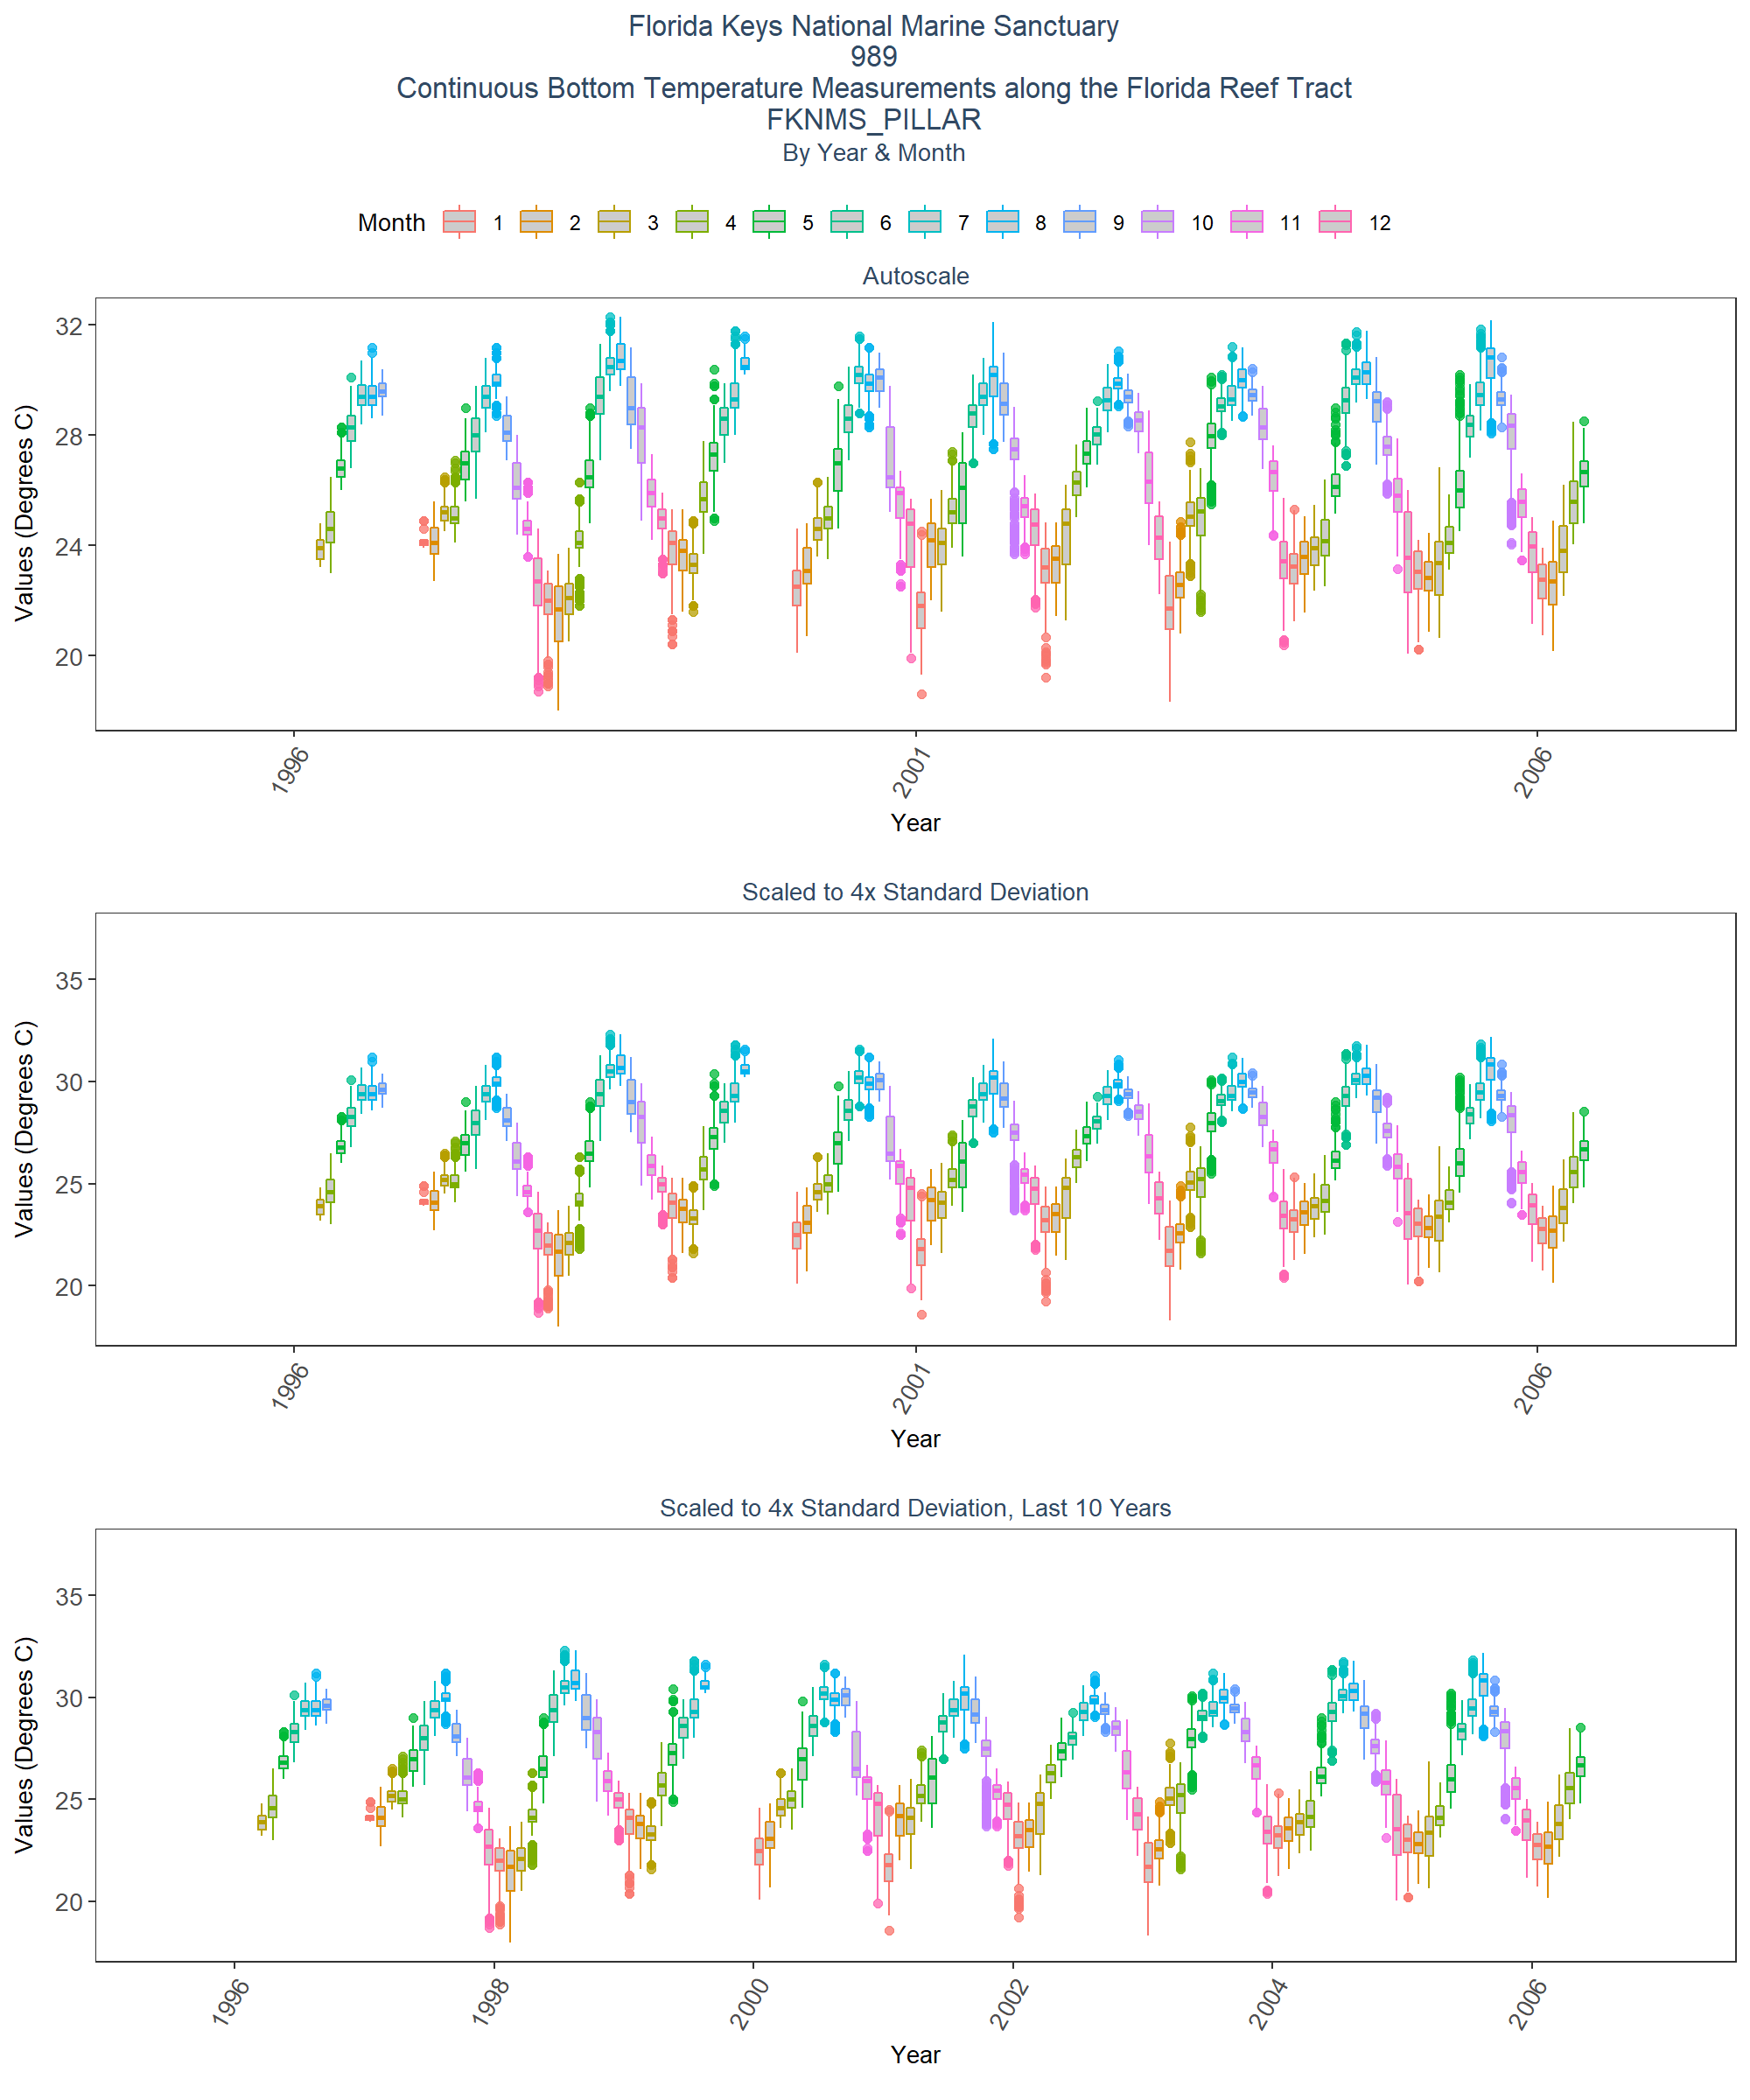 Florida Keys National Marine Sanctuary
989
Continuous Bottom Temperature Measurements along the Florida Reef Tract
FKNMS_PILLAR
By Year & Month
Month 1 2 3 4 5 6 7 8 9 10 11 12
Autoscale
Values (Degrees C)
32
28
24
20
1996 2001 2006
Year
Scaled to 4x Standard Deviation
Values (Degrees C)
35
30
25
20
1996 2001 2006
Year
Scaled to 4x Standard Deviation, Last 10 Years
Values (Degrees C)
35
30
25
20
1996 1998 2000 2002 2004 2006
Year